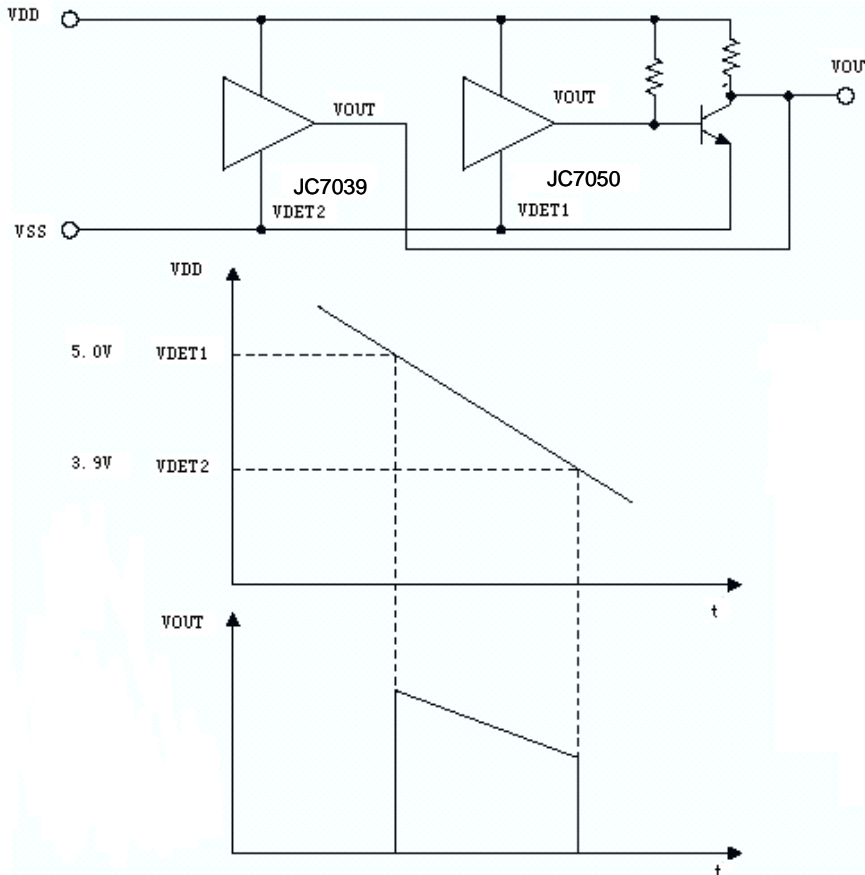 VDD
VOUT
VOUT
VOU
JC7039
JC7050
VDET2
VDET1
VSS
VDD
5.0V VDET1
3.9V VDET2
t
VOUT
t